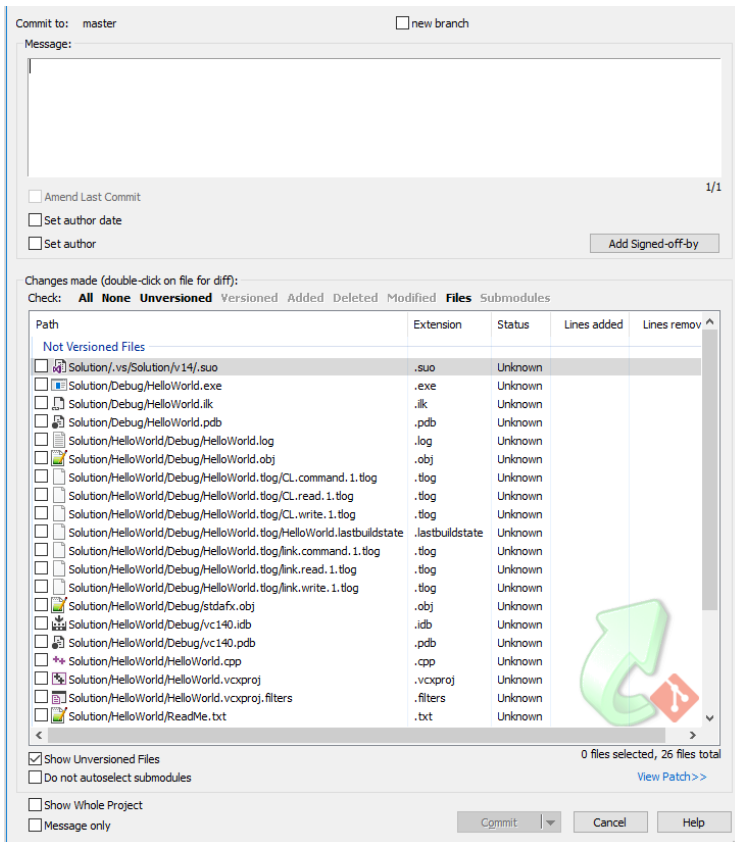 Commit to: master new branch
Message:
1/1
Amend Last Commit
Set author date
Set author Add Signed-off-by
Changes made (double-click on file for diff):
Check: All None Unversioned Versioned Added Deleted Modified Files Submodules
Path Extension Status Lines added Lines remov
Not Versioned Files
Solution/.vs/Solution/v14/.suo .suo Unknown
Solution/Debug/HelloWorld.exe .exe Unknown
Solution/Debug/HelloWorld.ilk .ilk Unknown
Solution/Debug/HelloWorld.pdb .pdb Unknown
Solution/HelloWorld/Debug/HelloWorld.log .log Unknown
Solution/HelloWorld/Debug/HelloWorld.obj .obj Unknown
Solution/HelloWorld/Debug/HelloWorld.tlog/CL.command.1.tlog .tlog Unknown
Solution/HelloWorld/Debug/HelloWorld.tlog/CL.read.1.tlog .tlog Unknown
Solution/HelloWorld/Debug/HelloWorld.tlog/CL.write.1.tlog .tlog Unknown
Solution/HelloWorld/Debug/HelloWorld.tlog/HelloWorld.lastbuildstate .lastbuildstate Unknown
Solution/HelloWorld/Debug/HelloWorld.tlog/link.command.1.tlog .tlog Unknown
Solution/HelloWorld/Debug/HelloWorld.tlog/link.read.1.tlog .tlog Unknown
Solution/HelloWorld/Debug/HelloWorld.tlog/link.write.1.tlog .tlog Unknown
Solution/HelloWorld/Debug/stdafx.obj .obj Unknown
Solution/HelloWorld/Debug/vc140.idb .idb Unknown
Solution/HelloWorld/Debug/vc140.pdb .pdb Unknown
Solution/HelloWorld/HelloWorld.cpp .cpp Unknown
Solution/HelloWorld/HelloWorld.vcxproj .vcxproj Unknown
Solution/HelloWorld/HelloWorld.vcxproj.filters .filters Unknown
Solution/HelloWorld/ReadMe.txt .txt Unknown
Show Unversioned Files 0 files selected, 26 files total
Do not autoselect submodules View Patch>>
Show Whole Project
Message only Commit Cancel Help